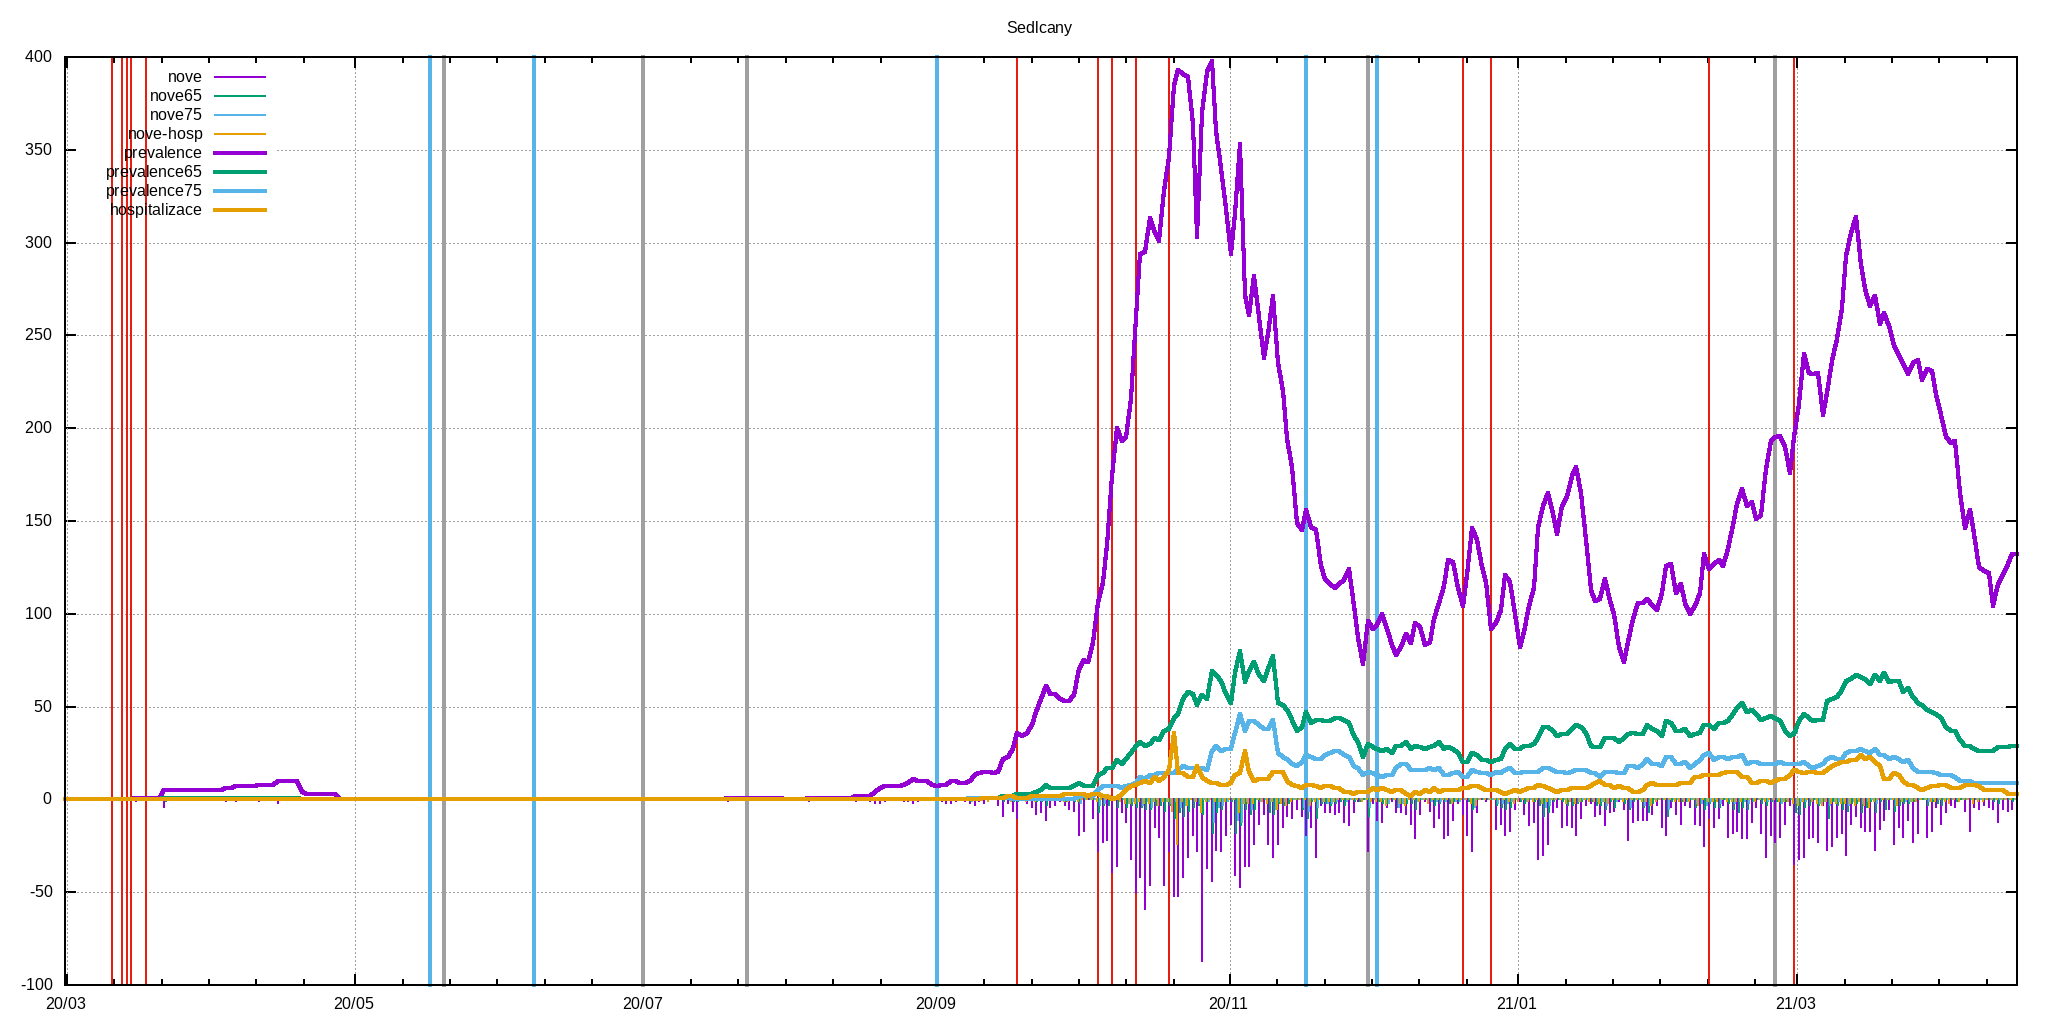 Sedlcany
400
350
300
250
200
150
100
50
0
-50
-100
nove
nove65
nove75
nove-hosp
prevalence
prevalence65
prevalence75
hospitalizace
20/03
20/05
20/07
20/09
20/11
21/01
21/03